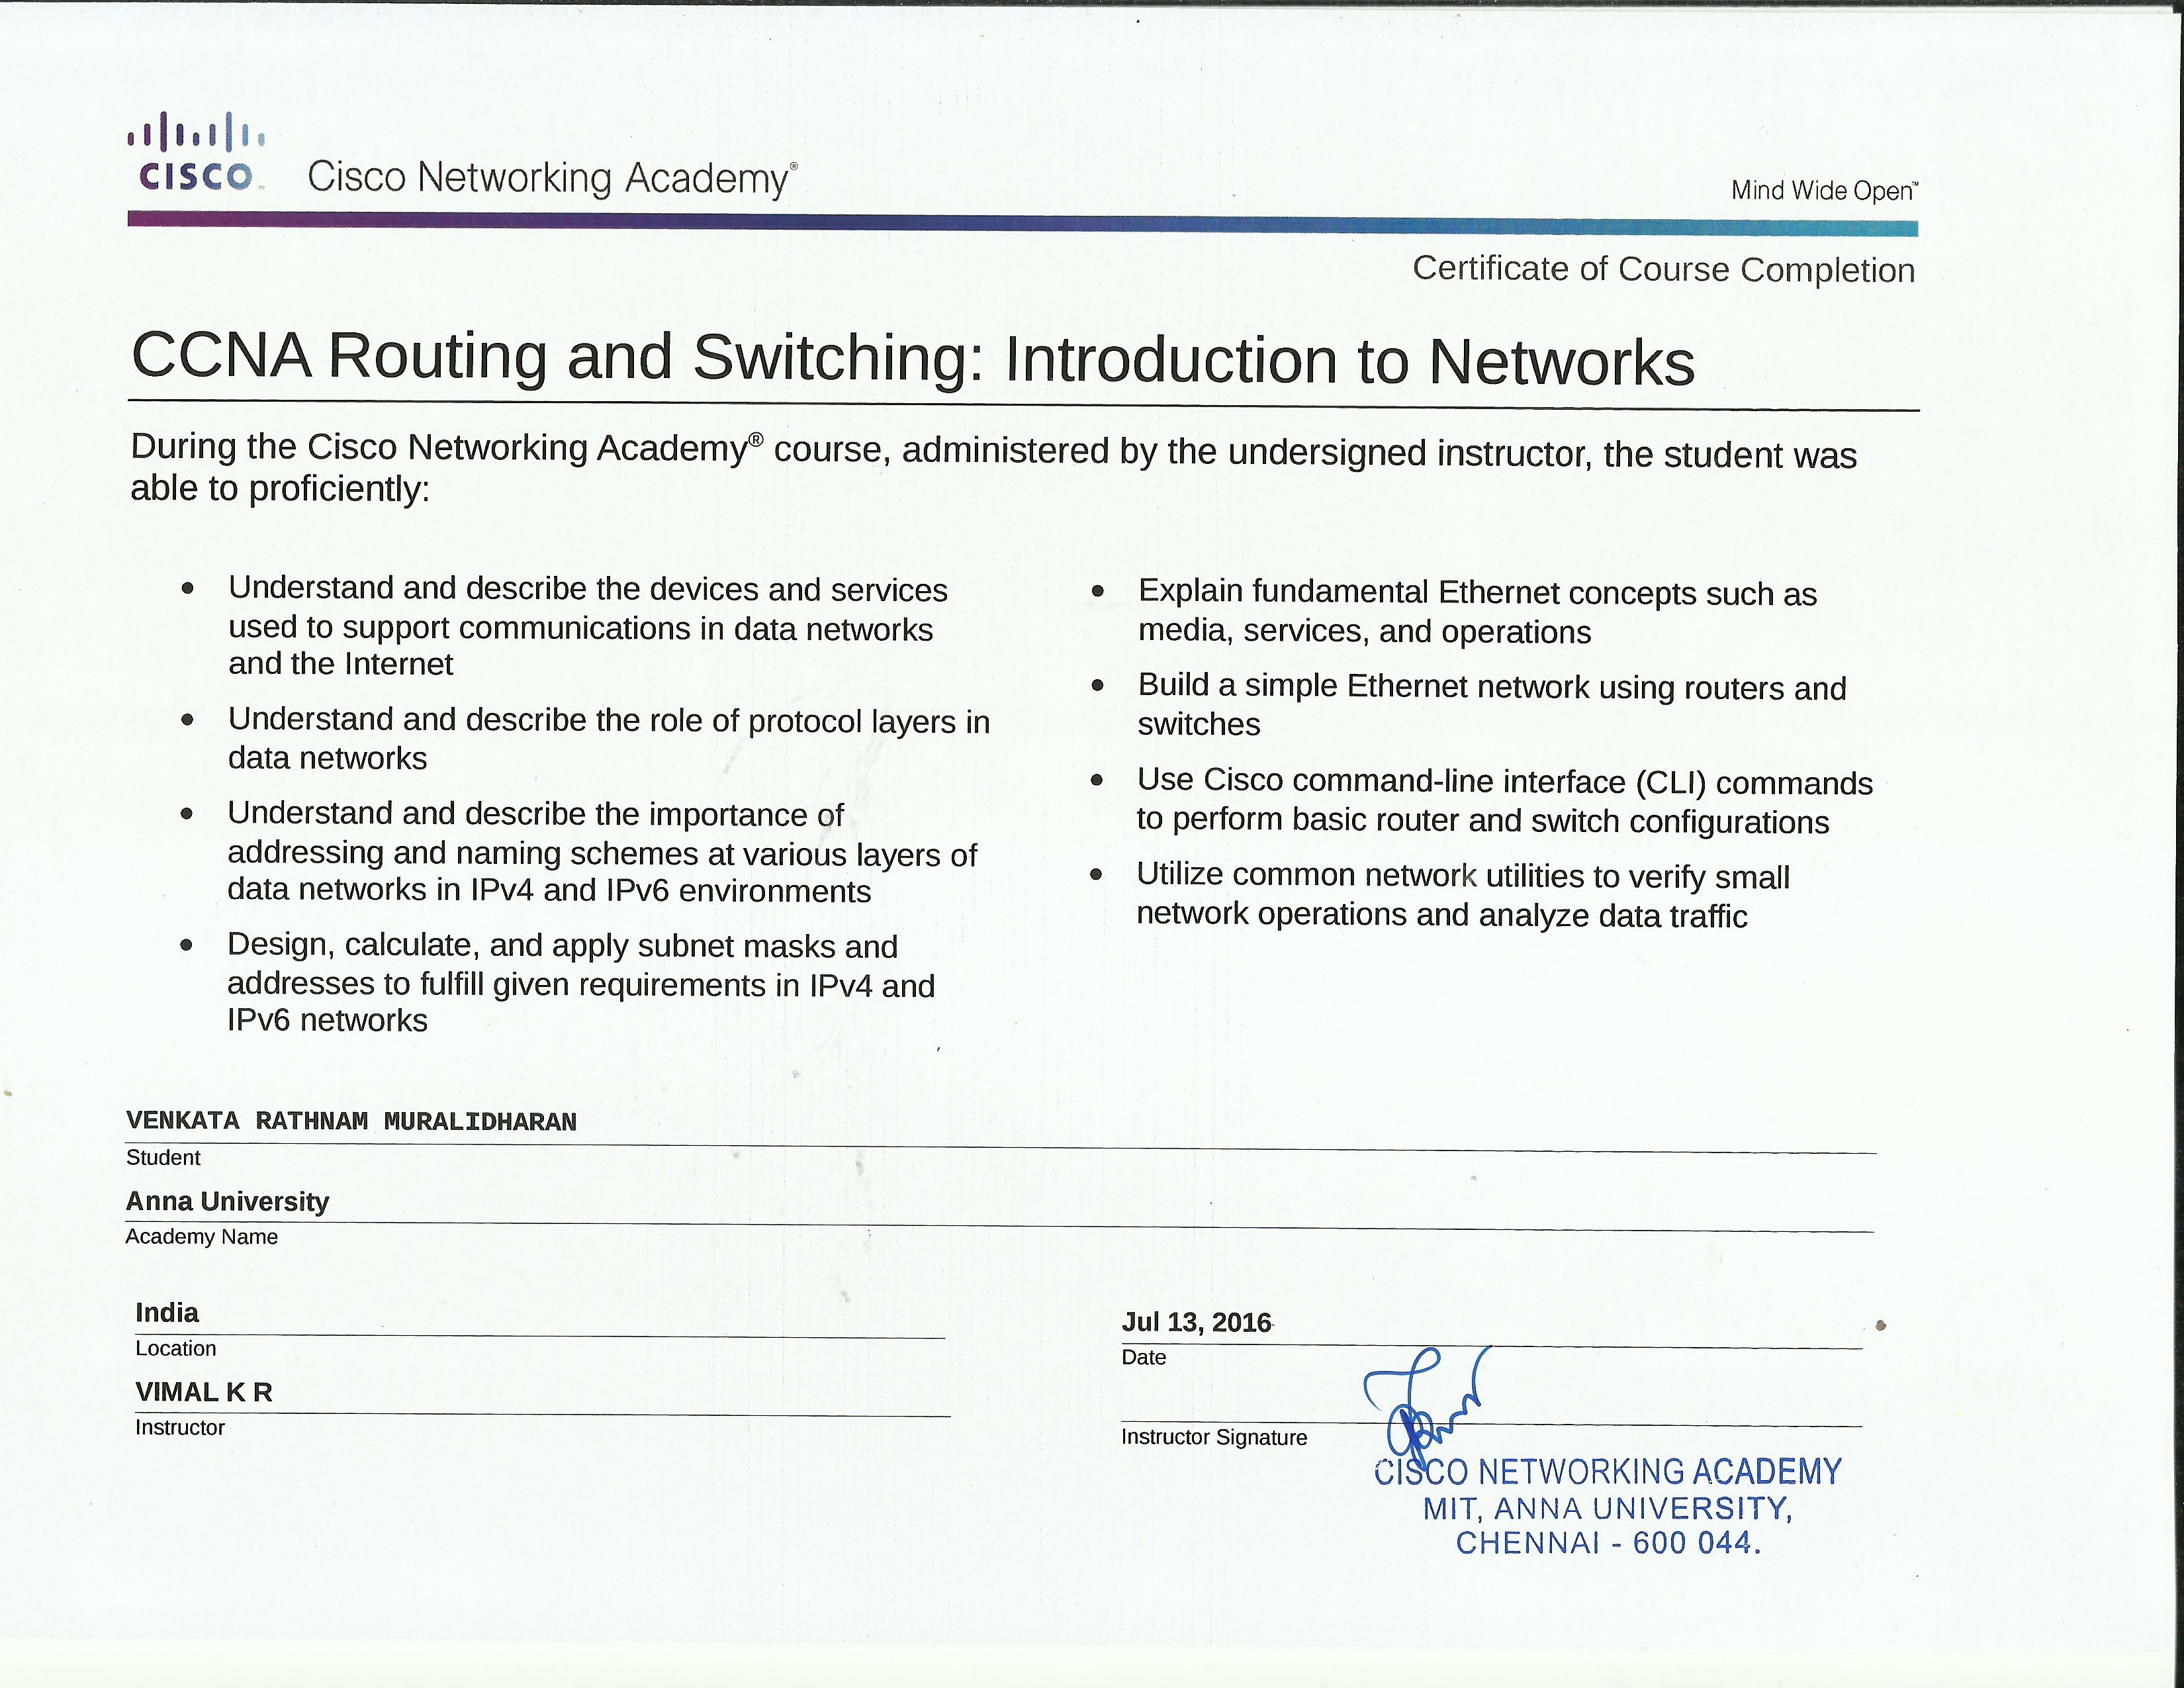 CISCO™ Cisco Networking Academy®
Mind Wide Open™
Certificate of Course Completion
CCNA Routing and Switching: Introduction to Networks
During the Cisco Networking Academy® course, administered by the undersigned instructor, the student was
able to proficiently:
• Understand and describe the devices and services
used to support communications in data networks
and the Internet
• Understand and describe the role of protocol layers in
data networks
• Understand and describe the importance of
addressing and naming schemes at various layers of
data networks in IPv4 and IPv6 environments
• Design, calculate, and apply subnet masks and
addresses to fulfill given requirements in IPv4 and
IPv6 networks
• Explain fundamental Ethernet concepts such as
media, services, and operations
• Build a simple Ethernet network using routers and
switches
• Use Cisco command-line interface (CLI) commands
to perform basic router and switch configurations
• Utilize common network utilities to verify small
network operations and analyze data traffic
VENKATA RATHNAM MURALIDHARAN
Student
Anna University
Academy Name
India
Location
VIMAL K R
Instructor
Jul 13, 2016
Date
Instructor Signature
CISCO NETWORKING ACADEMY
MIT, ANNA UNIVERSITY,
CHENNAI - 600 044.